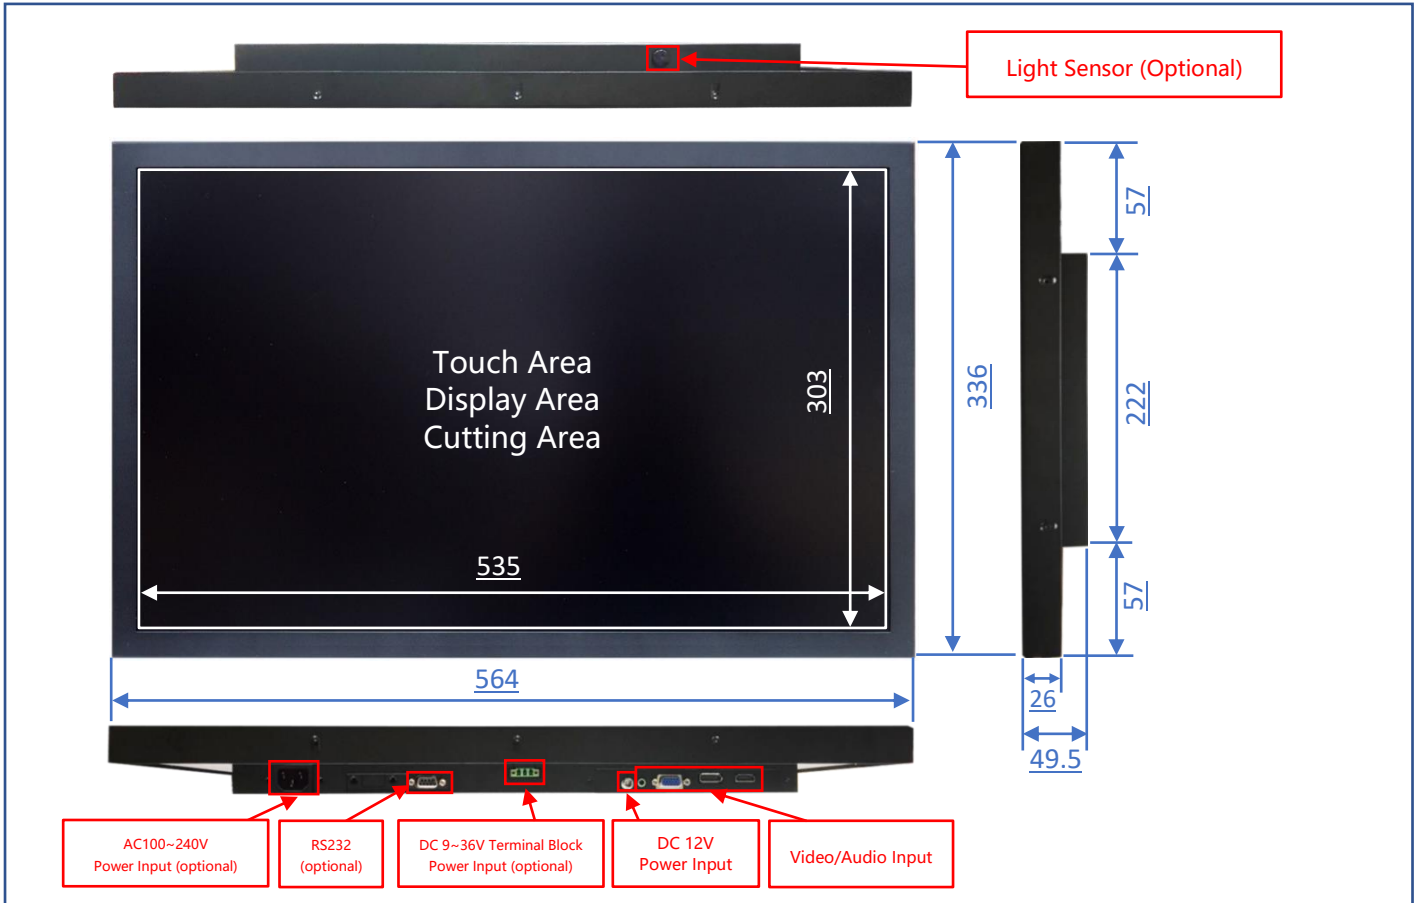 Light Sensor (Optional)
57
Touch Area
Display Area
Cutting Area
303
336
222
535
57
564
26
49.5
AC100~240V
Power Input (optional)
RS232
(optional)
DC 9~36V Terminal Block
Power Input (optional)
DC 12V
Power Input
Video/Audio Input